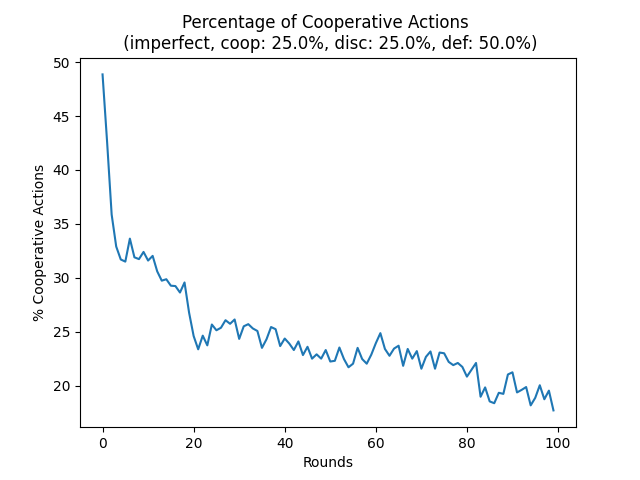 Percentage of Cooperative Actions
(imperfect, coop: 25.0%, disc: 25.0%, def: 50.0%)
50
45
40
35
30
25
20
% Cooperative Actions
0 20 40 60 80 100
Rounds